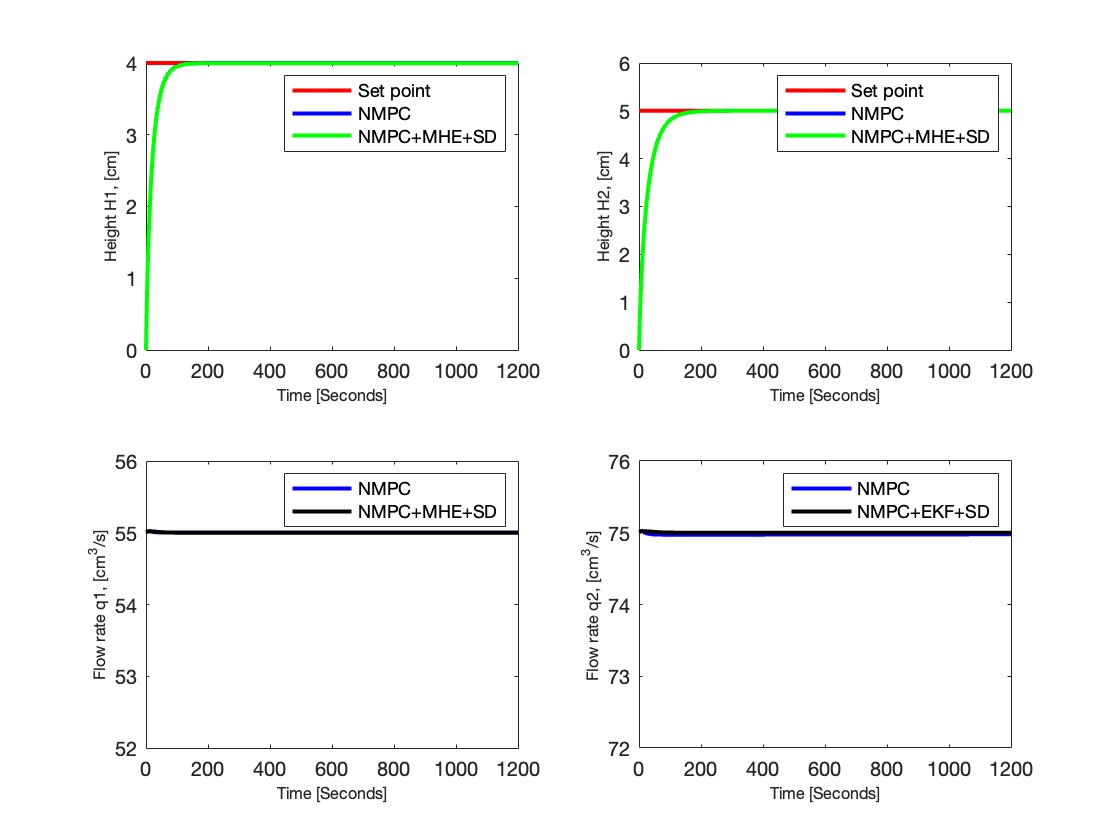 4
3
2
1
0
Height H1, [cm]
Set point
NMPC
NMPC+MHE+SD
0 200 400 600 800 1000 1200
Time [Seconds]
6
5
4
3
2
1
0
Height H2, [cm]
Set point
NMPC
NMPC+MHE+SD
0 200 400 600 800 1000 1200
Time [Seconds]
56
55
54
53
52
Flow rate q1, [cm³/s]
NMPC
NMPC+MHE+SD
0 200 400 600 800 1000 1200
Time [Seconds]
76
75
74
73
72
Flow rate q2, [cm³/s]
NMPC
NMPC+EKF+SD
0 200 400 600 800 1000 1200
Time [Seconds]